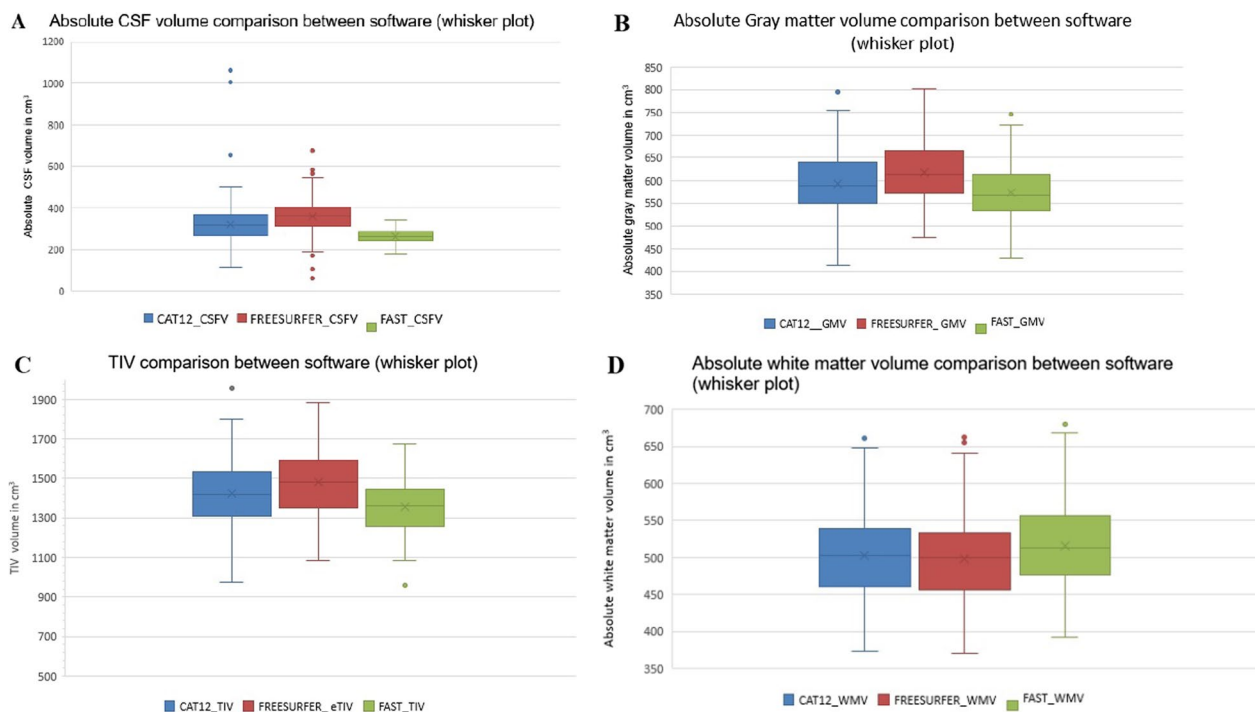 A
Absolute CSF volume comparison between software (whisker plot)
Absolute CSF volume in cm³
1200
1000
800
600
400
200
0
CAT12_CSFV FREESURFER_CSFV FAST_CSFV
B
Absolute Gray matter volume comparison between software
(whisker plot)
Absolute gray matter volume in cm³
850
800
750
700
650
600
550
500
450
400
350
CAT12__GMV FREESURFER_GMV FAST_GMV
C
TIV comparison between software (whisker plot)
TIV volume in cm³
1900
1700
1500
1300
1100
900
700
500
CAT12_TIV FREESURFER_eTIV FAST_TIV
D
Absolute white matter volume comparison between software
(whisker plot)
Absolute white matter volume in cm³
700
650
600
550
500
450
400
350
CAT12_WMV FREESURFER_WMV FAST_WMV